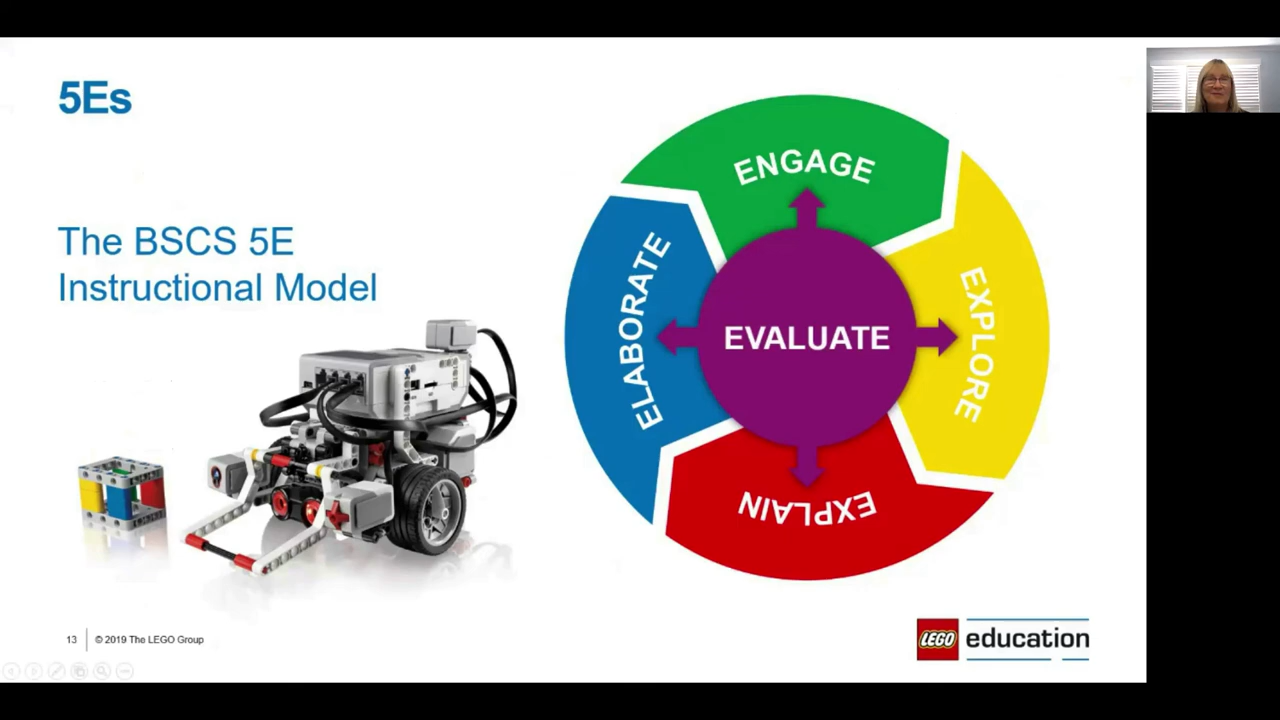 5Es
The BSCS 5E
Instructional Model
ENGAGE
EXPLORE
EXPLAIN
ELABORATE
EVALUATE
13
© 2019 The LEGO Group
LEGO education